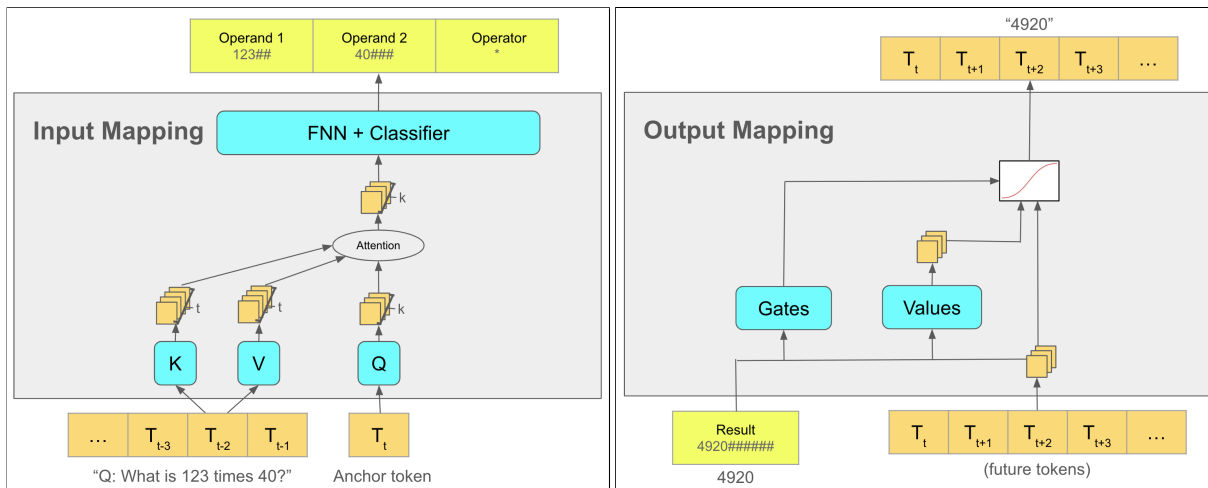 Operand 1
123##
Operand 2
40###
Operator
*
Input Mapping
FNN + Classifier
k
Attention
t
t
k
K
V
Q
…
Tt-3
Tt-2
Tt-1
Tt
“Q: What is 123 times 40?”
Anchor token
“4920”
Tt
Tt+1
Tt+2
Tt+3
…
Output Mapping
Gates
Values
Result
4920######
4920
Tt
Tt+1
Tt+2
Tt+3
…
(future tokens)